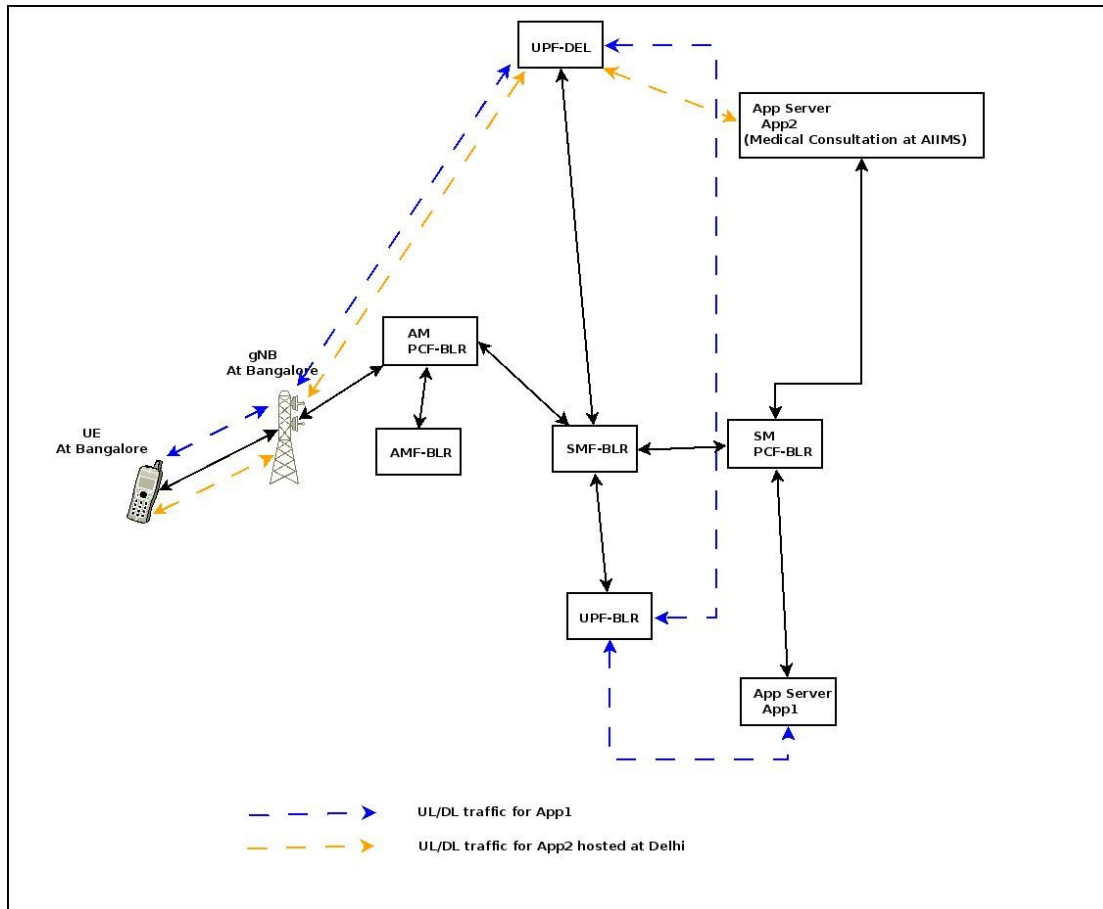 UPF-DEL
App Server
App2
(Medical Consultation at AIIMS)
AM
PCF-BLR
gNB
At Bangalore
UE
At Bangalore
AMF-BLR
SMF-BLR
SM
PCF-BLR
UPF-BLR
App Server
App1
UL/DL traffic for App1
UL/DL traffic for App2 hosted at Delhi